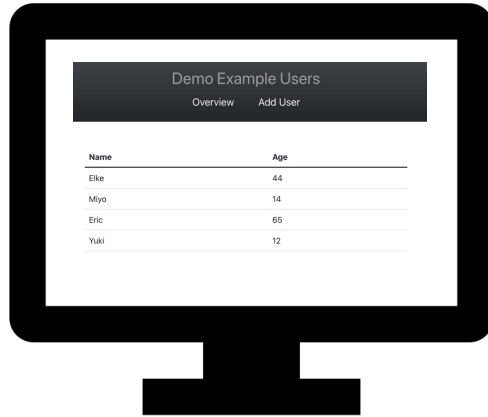 Demo Example Users
Overview Add User
Name Age
Elke 44
Miyo 14
Eric 65
Yuki 12